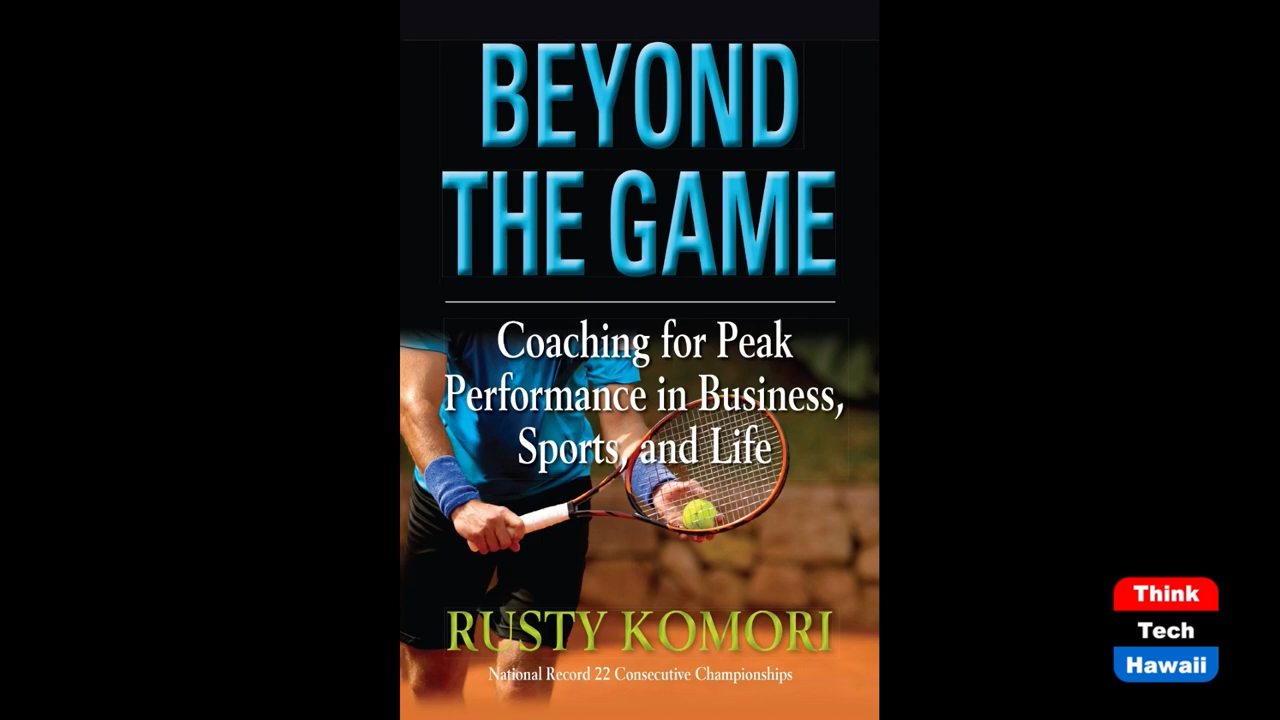 BEYOND
THE GAME
Coaching for Peak
Performance in Business,
Sports, and Life
RUSTY KOMORI
National Record 22 Consecutive Championships
Think
Tech
Hawaii